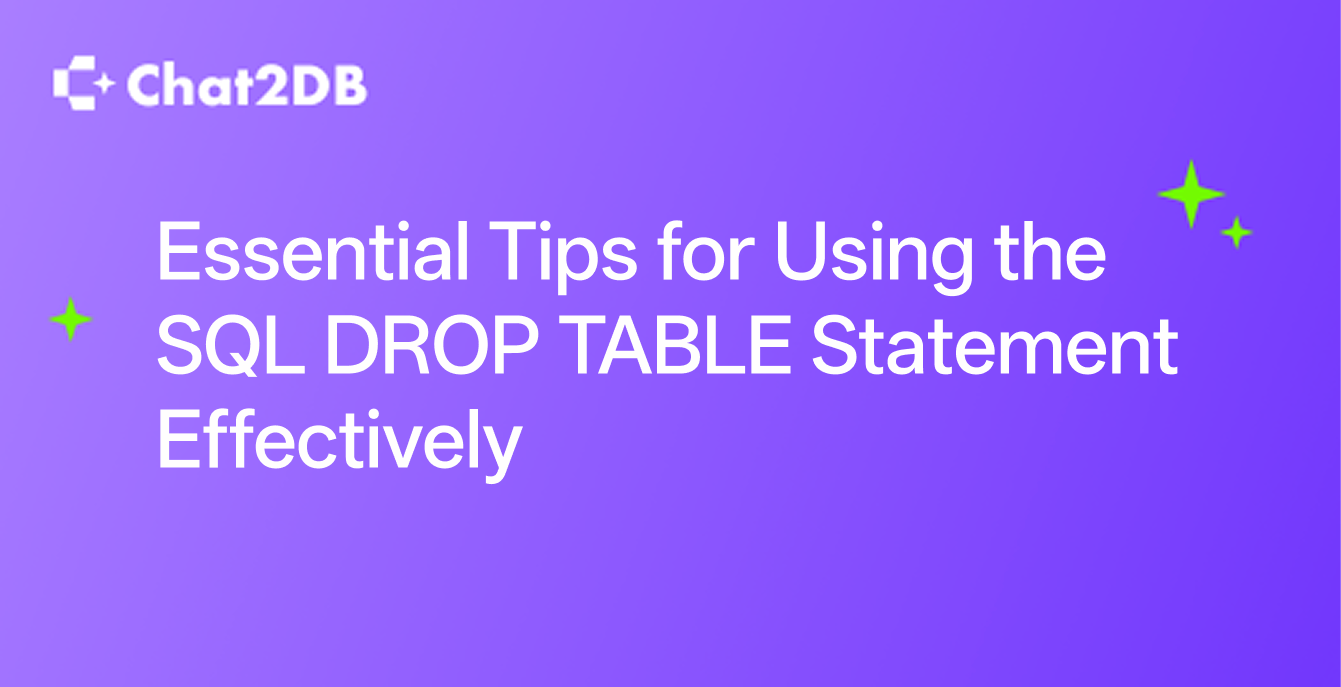 Chat2DB
Essential Tips for Using the
SQL DROP TABLE Statement
Effectively